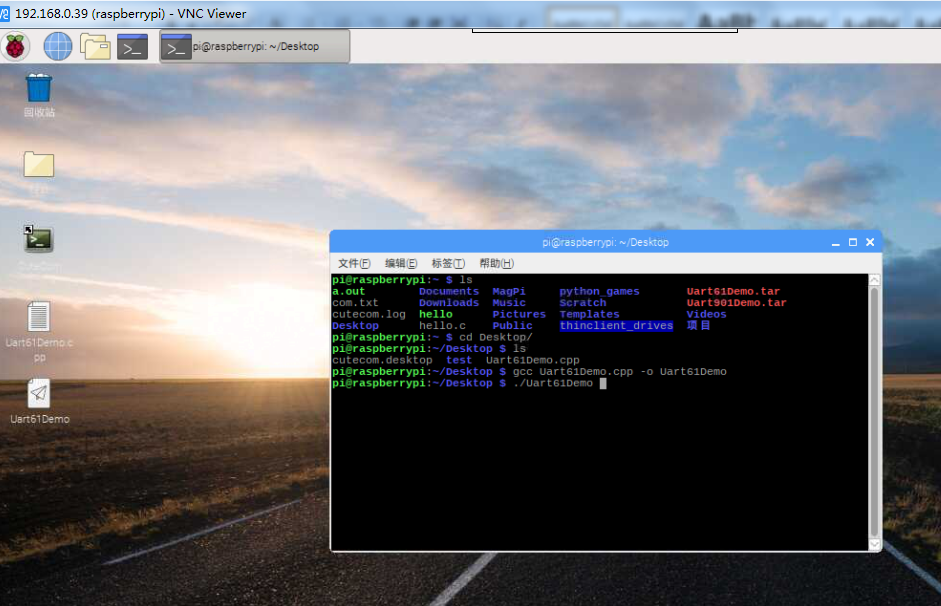 192.168.0.39 (raspberrypi) - VNC Viewer
pi@raspberrypi: ~/Desktop
回收站
Uart61Demo.c
pp
Uart61Demo
pi@raspberrypi: ~/Desktop
文件(F) 编辑(E) 标签(T) 帮助(H)
pi@raspberrypi:~ $ ls
a.out Documents MagPi python_games Uart61Demo.tar
com.txt Downloads Music Scratch Uart901Demo.tar
cutecom.log hello Pictures Templates Videos
Desktop hello.c Public thinclient_drives 项目
pi@raspberrypi:~ $ cd Desktop/
pi@raspberrypi:~/Desktop $ ls
cutecom.desktop test Uart61Demo.cpp
pi@raspberrypi:~/Desktop $ gcc Uart61Demo.cpp -o Uart61Demo
pi@raspberrypi:~/Desktop $ ./Uart61Demo